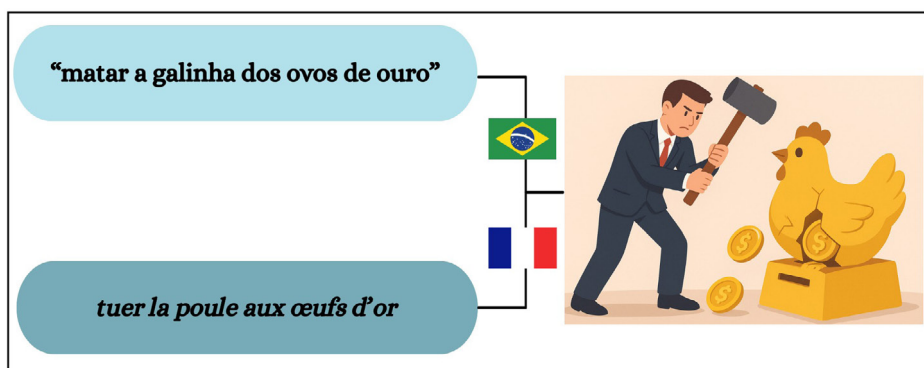 “matar a galinha dos ovos de ouro”
tuer la poule aux œufs d’or
$
$
$